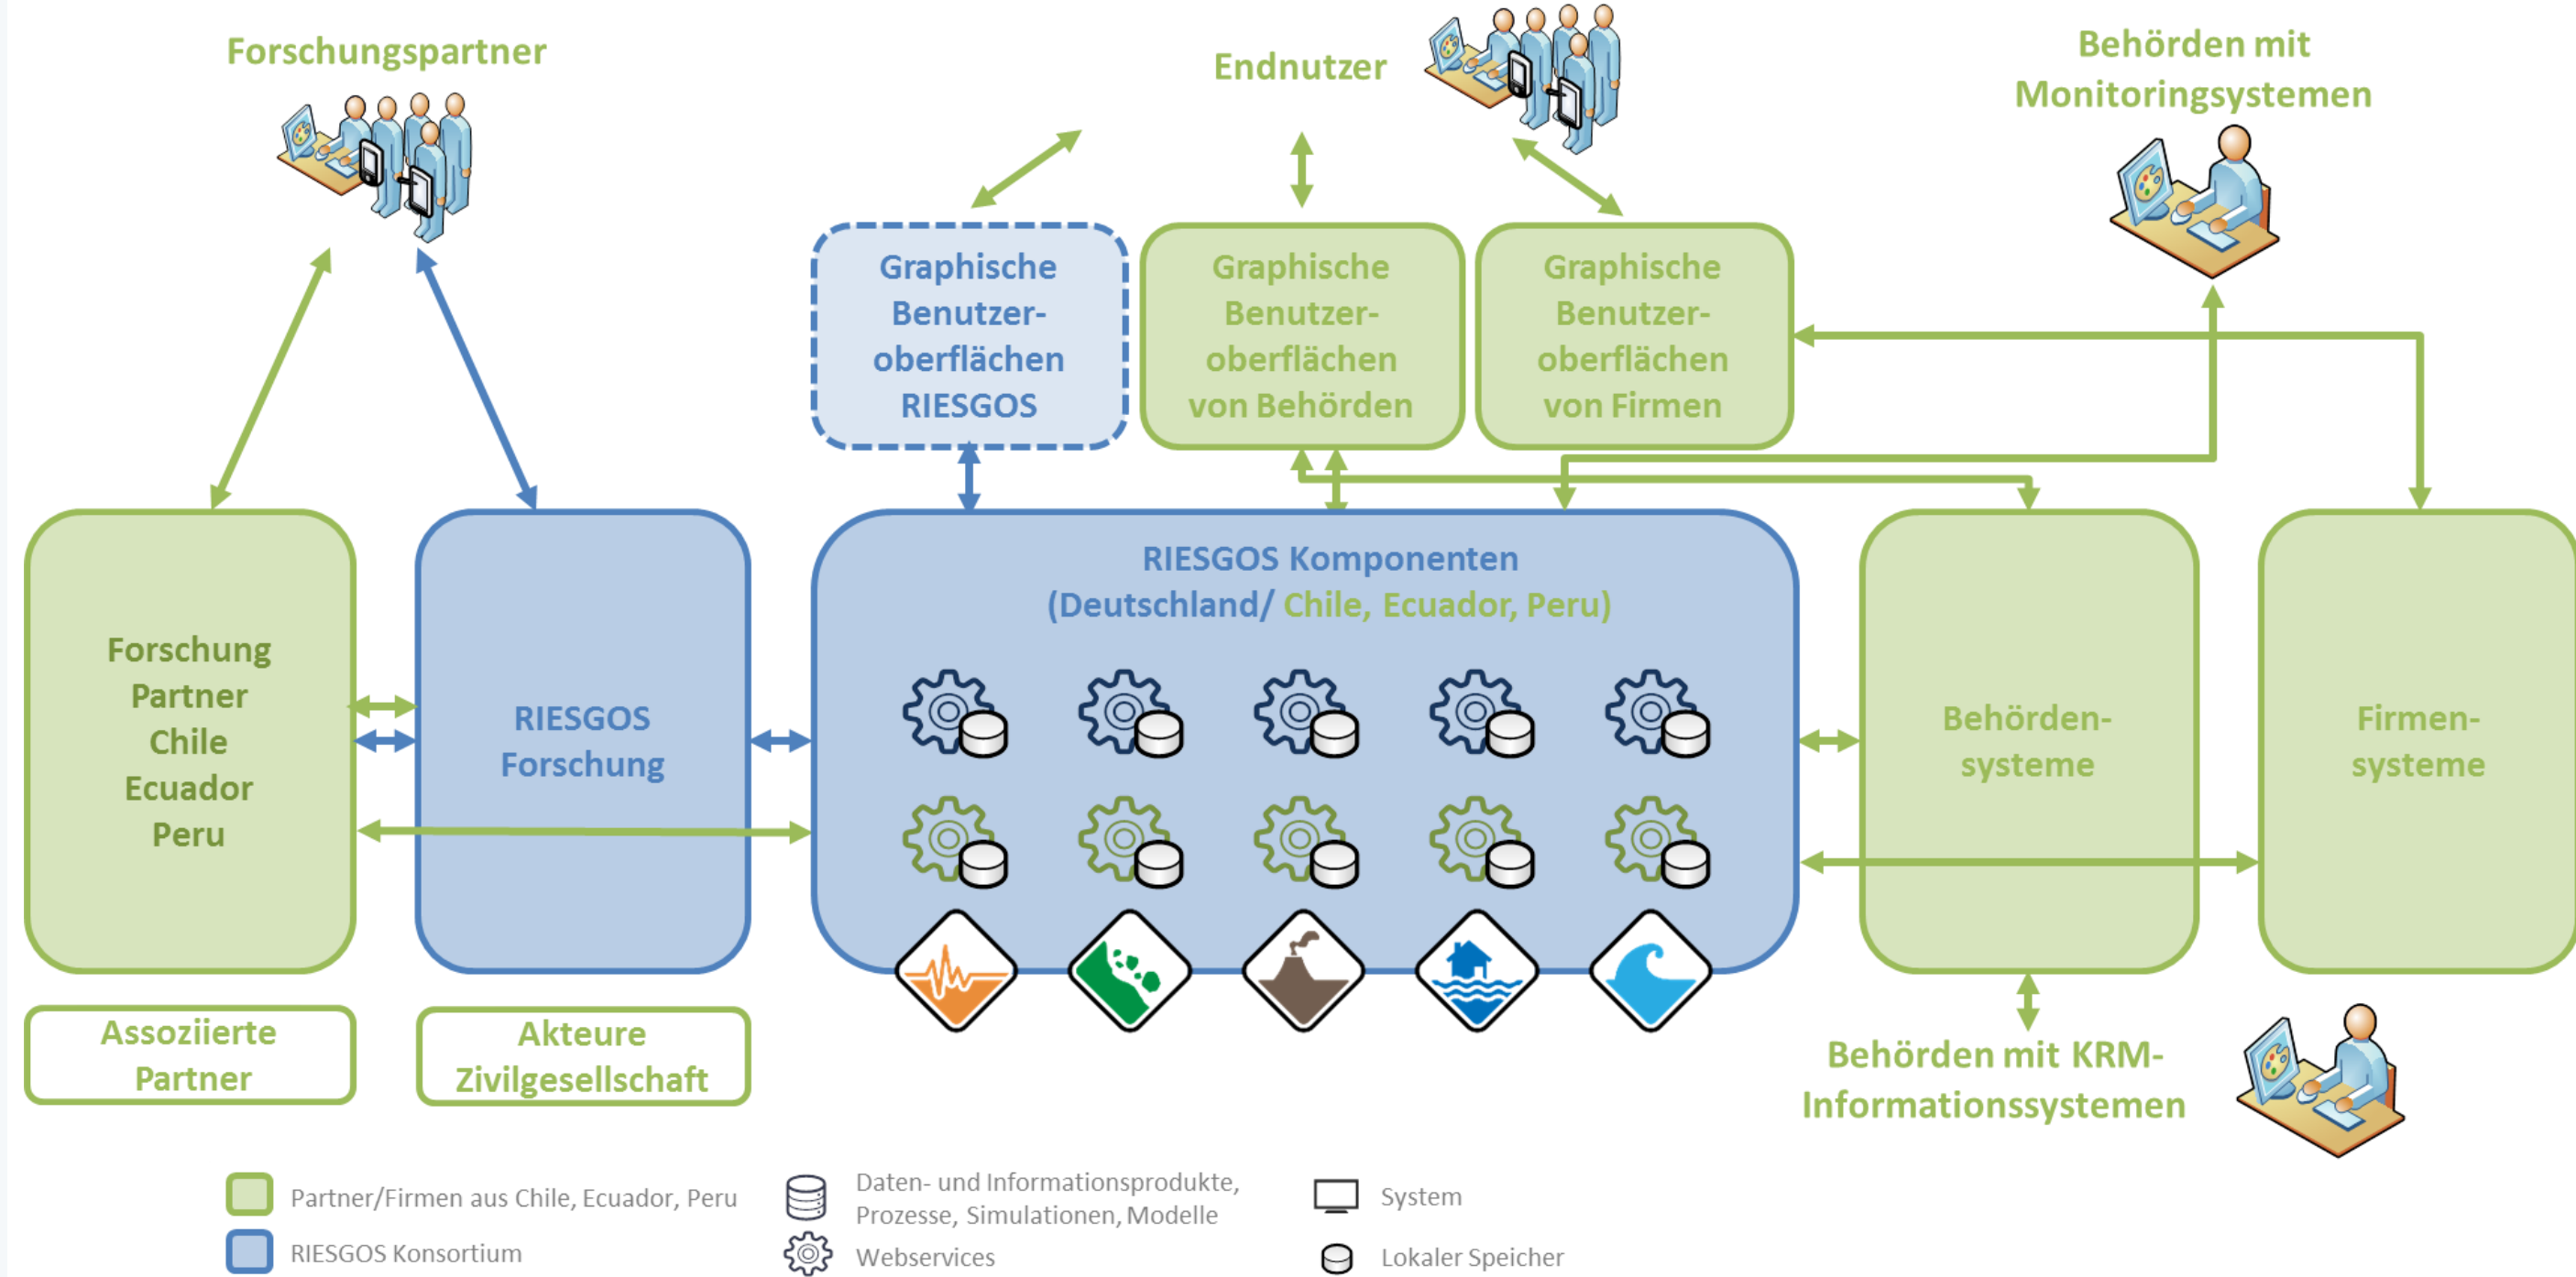 Forschungspartner
Endnutzer
Behörden mit
Monitoringsystemen
Graphische
Benutzer-
oberflächen
RIESGOS
Graphische
Benutzer-
oberflächen
von Behörden
Graphische
Benutzer-
oberflächen
von Firmen
Forschung
Partner
Chile
Ecuador
Peru
RIESGOS
Forschung
RIESGOS Komponenten
(Deutschland/ Chile, Ecuador, Peru)
Behörden-
systeme
Firmen-
systeme
Assoziierte
Partner
Akteure
Zivilgesellschaft
Behörden mit KRM-
Informationssystemen
Partner/Firmen aus Chile, Ecuador, Peru
RIESGOS Konsortium
Daten- und Informationsprodukte,
Prozesse, Simulationen, Modelle
Webservices
System
Lokaler Speicher